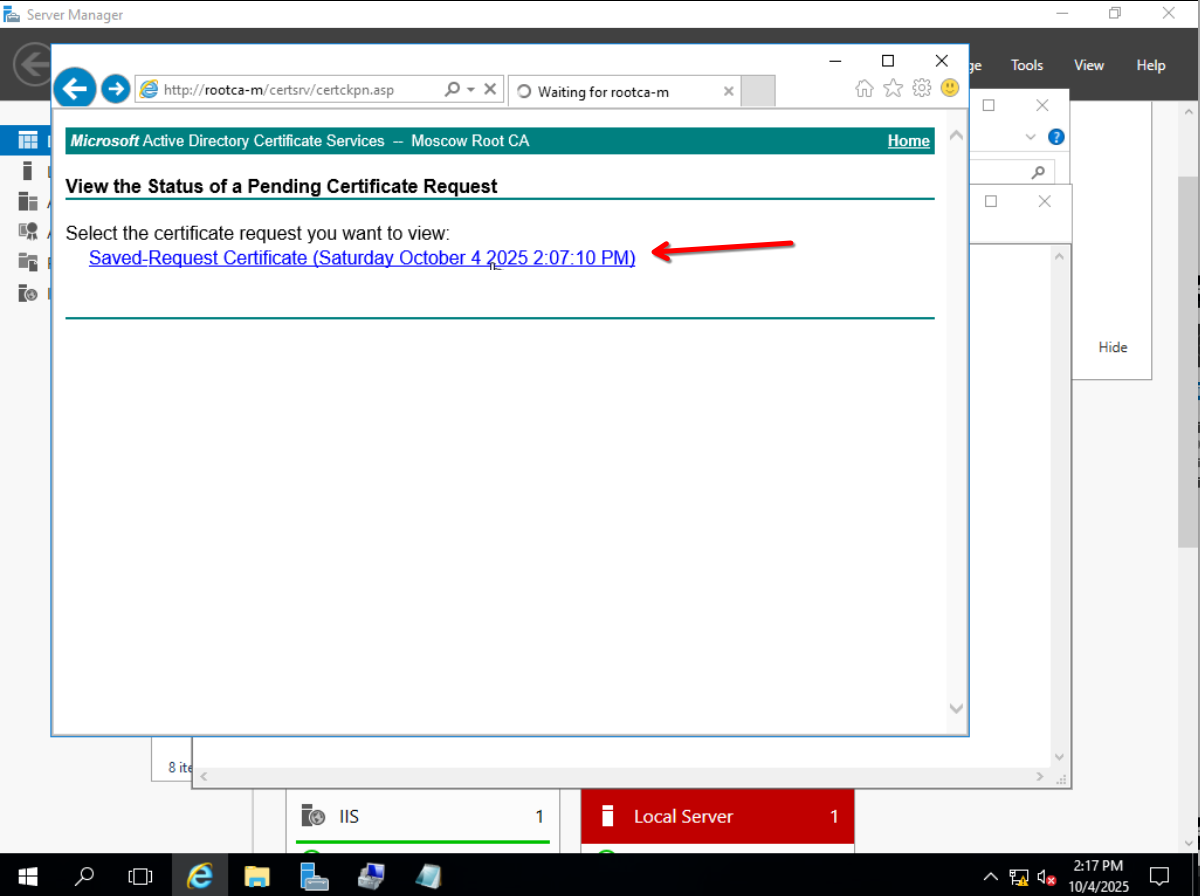 Server Manager
Tools
View
Help
http://rootca-m/certsrv/certckpn.asp
Waiting for rootca-m
Microsoft Active Directory Certificate Services -- Moscow Root CA
Home
View the Status of a Pending Certificate Request
Select the certificate request you want to view:
Saved-Request Certificate (Saturday October 4 2025 2:07:10 PM)
Hide
8 ite
IIS 1
Local Server 1
2:17 PM
10/4/2025